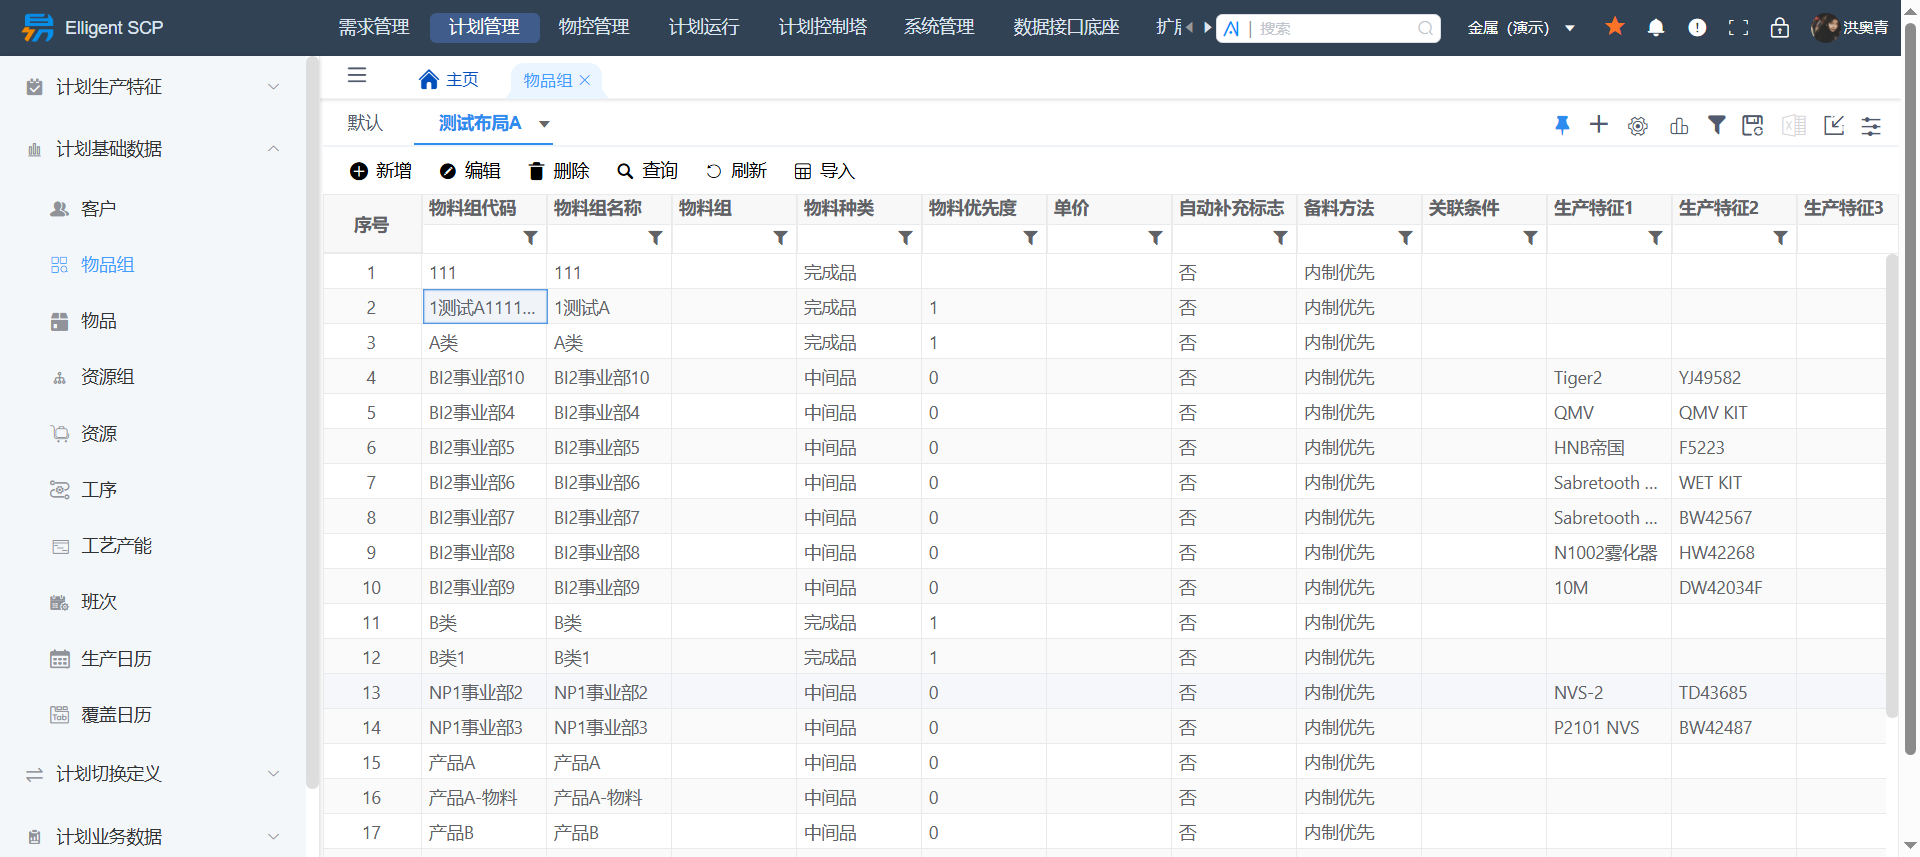 Elligent SCP
需求管理 计划管理 物控管理 计划运行 计划控制塔 系统管理 数据接口底座
搜索
金属 (演示)
洪奥青
计划生产特征
计划基础数据
客户
物品组
物品
资源组
资源
工序
工艺产能
班次
生产日历
Tab 覆盖日历
计划切换定义
计划业务数据
主页 物品组
默认 测试布局A
新增 编辑 删除 查询 刷新 导入
序号 物料组代码 物料组名称 物料组 物料种类 物料优先度 单价 自动补充标志 备料方法 关联条件 生产特征1 生产特征2 生产特征3
1 111 111 完成品 否 内制优先
2 1测试A1111... 1测试A 完成品 1 否 内制优先
3 A类 A类 完成品 1 否 内制优先
4 BI2事业部10 BI2事业部10 中间品 0 否 内制优先 Tiger2 YJ49582
5 BI2事业部4 BI2事业部4 中间品 0 否 内制优先 QMV QMV KIT
6 BI2事业部5 BI2事业部5 中间品 0 否 内制优先 HNB帝国 F5223
7 BI2事业部6 BI2事业部6 中间品 0 否 内制优先 Sabretooth ... WET KIT
8 BI2事业部7 BI2事业部7 中间品 0 否 内制优先 Sabretooth ... BW42567
9 BI2事业部8 BI2事业部8 中间品 0 否 内制优先 N1002雾化器 HW42268
10 BI2事业部9 BI2事业部9 中间品 0 否 内制优先 10M DW42034F
11 B类 B类 完成品 1 否 内制优先
12 B类1 B类1 完成品 1 否 内制优先
13 NP1事业部2 NP1事业部2 中间品 0 否 内制优先 NVS-2 TD43685
14 NP1事业部3 NP1事业部3 中间品 0 否 内制优先 P2101 NVS BW42487
15 产品A 产品A 中间品 0 否 内制优先
16 产品A-物料 产品A-物料 中间品 0 否 内制优先
17 产品B 产品B 中间品 0 否 内制优先